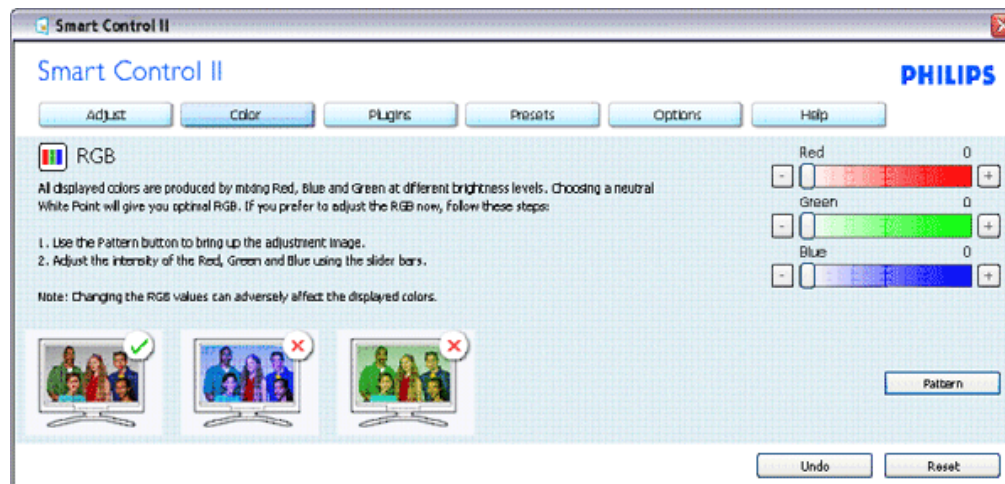 Smart Control II
Smart Control II
PHILIPS
Adjust Color Plugins Presets Options Help
RGB
All displayed colors are produced by mixing Red, Blue and Green at different brightness levels. Choosing a neutral
White Point will give you optimal RGB. If you prefer to adjust the RGB now, follow these steps:
1. Use the Pattern button to bring up the adjustment image.
2. Adjust the intensity of the Red, Green and Blue using the slider bars.
Note: Changing the RGB values can adversely affect the displayed colors.
Red 0
- +
Green 0
- +
Blue 0
- +
Pattern
Undo Reset